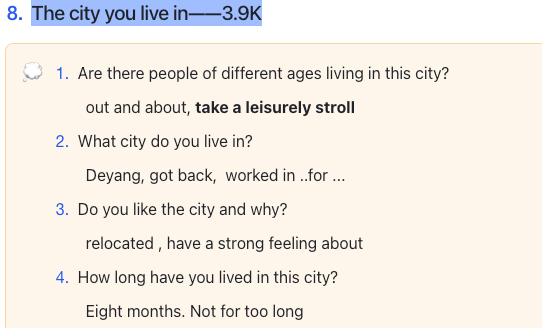 8. The city you live in——3.9K
1. Are there people of different ages living in this city?
out and about, take a leisurely stroll
2. What city do you live in?
Deyang, got back,  worked in ..for ...
3. Do you like the city and why?
relocated , have a strong feeling about
4. How long have you lived in this city?
Eight months. Not for too long